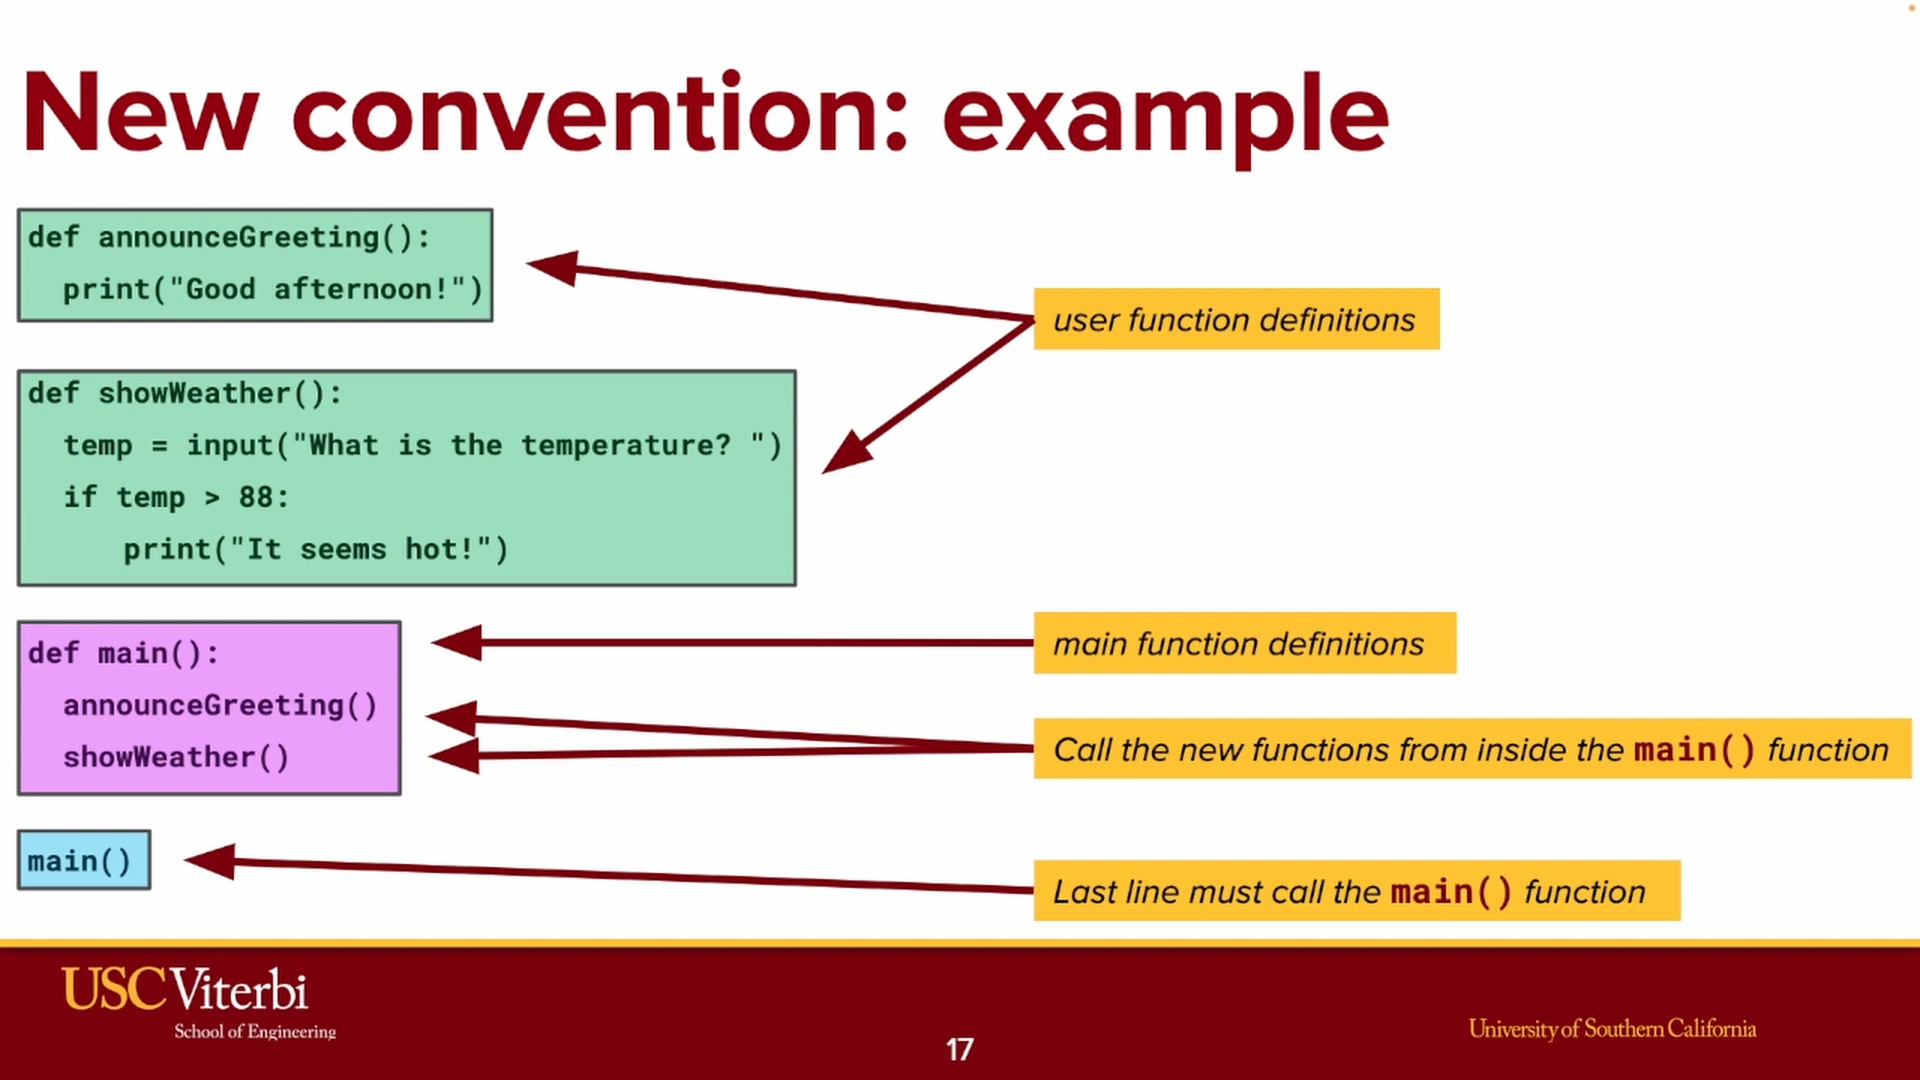 New convention: example
def announceGreeting():
print("Good afternoon!")
user function definitions
def showWeather():
temp = input("What is the temperature? ")
if temp > 88:
print("It seems hot!")
def main():
announceGreeting()
showWeather()
main function definitions
Call the new functions from inside the main() function
main()
Last line must call the main() function
USC Viterbi
School of Engineering
17
University of Southern California